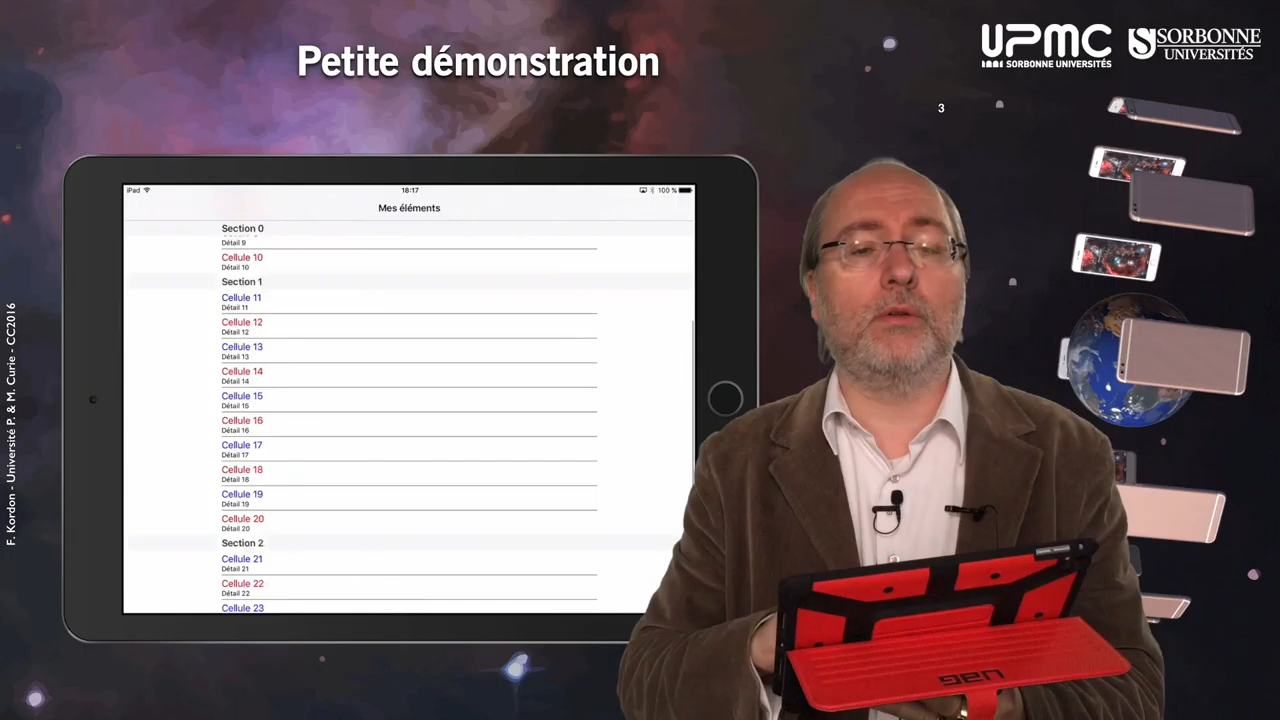 Petite démonstration
UPMC
SORBONNE UNIVERSITÉS
SORBONNE
UNIVERSITÉS
3
iPad
18:17
100 %
Mes éléments
Section 0
Détail 9
Cellule 10
Détail 10
Section 1
Cellule 11
Détail 11
Cellule 12
Détail 12
Cellule 13
Détail 13
Cellule 14
Détail 14
Cellule 15
Détail 15
Cellule 16
Détail 16
Cellule 17
Détail 17
Cellule 18
Détail 18
Cellule 19
Détail 19
Cellule 20
Détail 20
Section 2
Cellule 21
Détail 21
Cellule 22
Détail 22
Cellule 23
F. Kordon - Université P. & M. Curie - CC2016
UAG